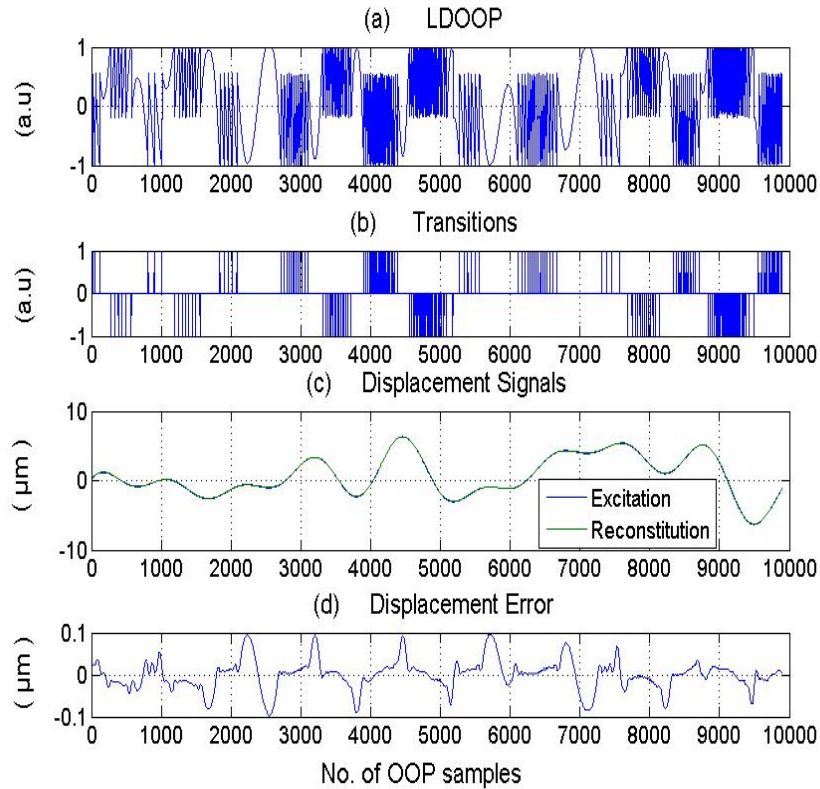 (a) LDOOP
1
0
-1
(a.u)
0 1000 2000 3000 4000 5000 6000 7000 8000 9000 10000
(b) Transitions
1
0
-1
(a.u)
0 1000 2000 3000 4000 5000 6000 7000 8000 9000 10000
(c) Displacement Signals
10
0
-10
( µm )
Excitation
Reconstitution
0 1000 2000 3000 4000 5000 6000 7000 8000 9000 10000
(d) Displacement Error
0.1
0
-0.1
( µm )
0 1000 2000 3000 4000 5000 6000 7000 8000 9000 10000
No. of OOP samples